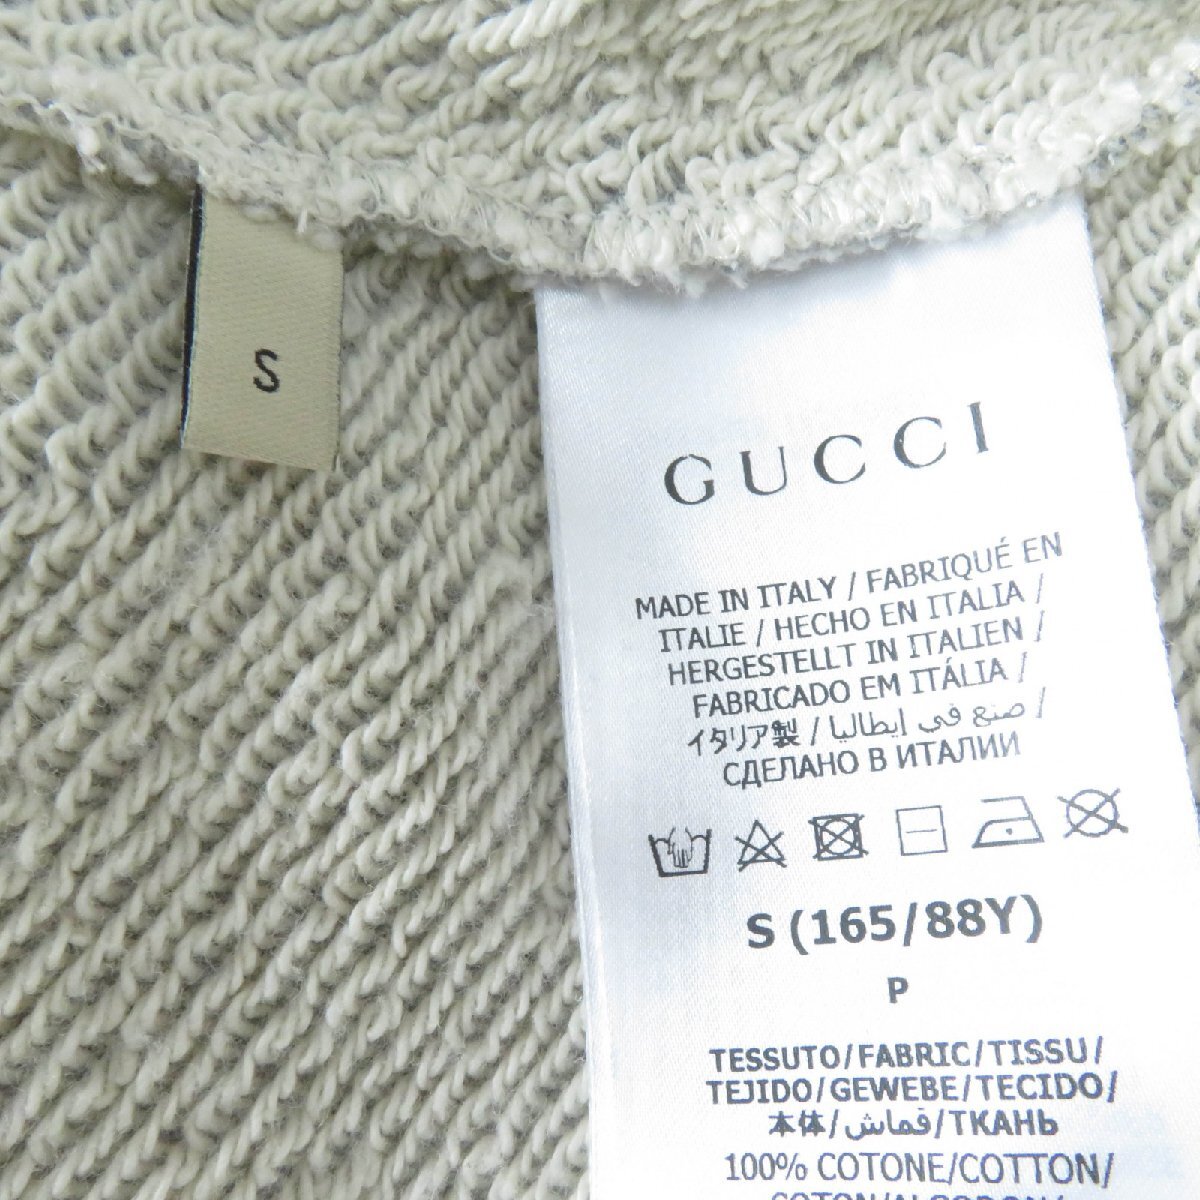 S
GUCCI
MADE IN ITALY / FABRIQUÉ EN
ITALIE / HECHO EN ITALIA /
HERGESTELLT IN ITALIEN /
FABRICADO EM ITÁLIA /
イタリア製 / صنع في إيطاليا /
СДЕЛАНО В ИТАЛИИ
S (165/88Y)
P
TESSUTO/FABRIC/TISSU/
TEJIDO/GEWEBE/TECIDO/
本体/قماش/ТКАНЬ
100% COTONE/COTTON/
COTON/ALGODON/